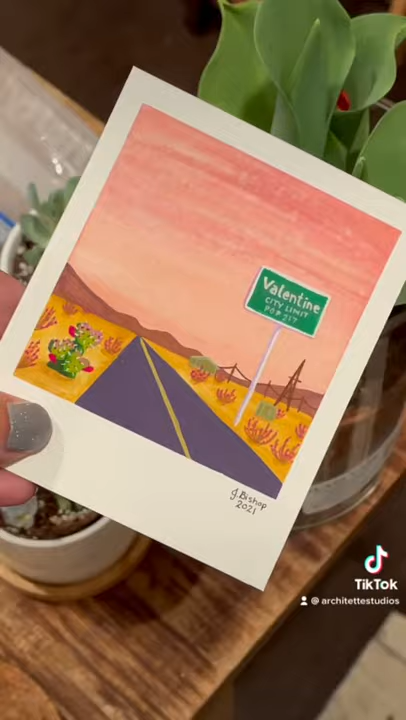 Valentine
CITY LIMIT
POP 217
J.Bishop
2021
TikTok
@ architettestudios